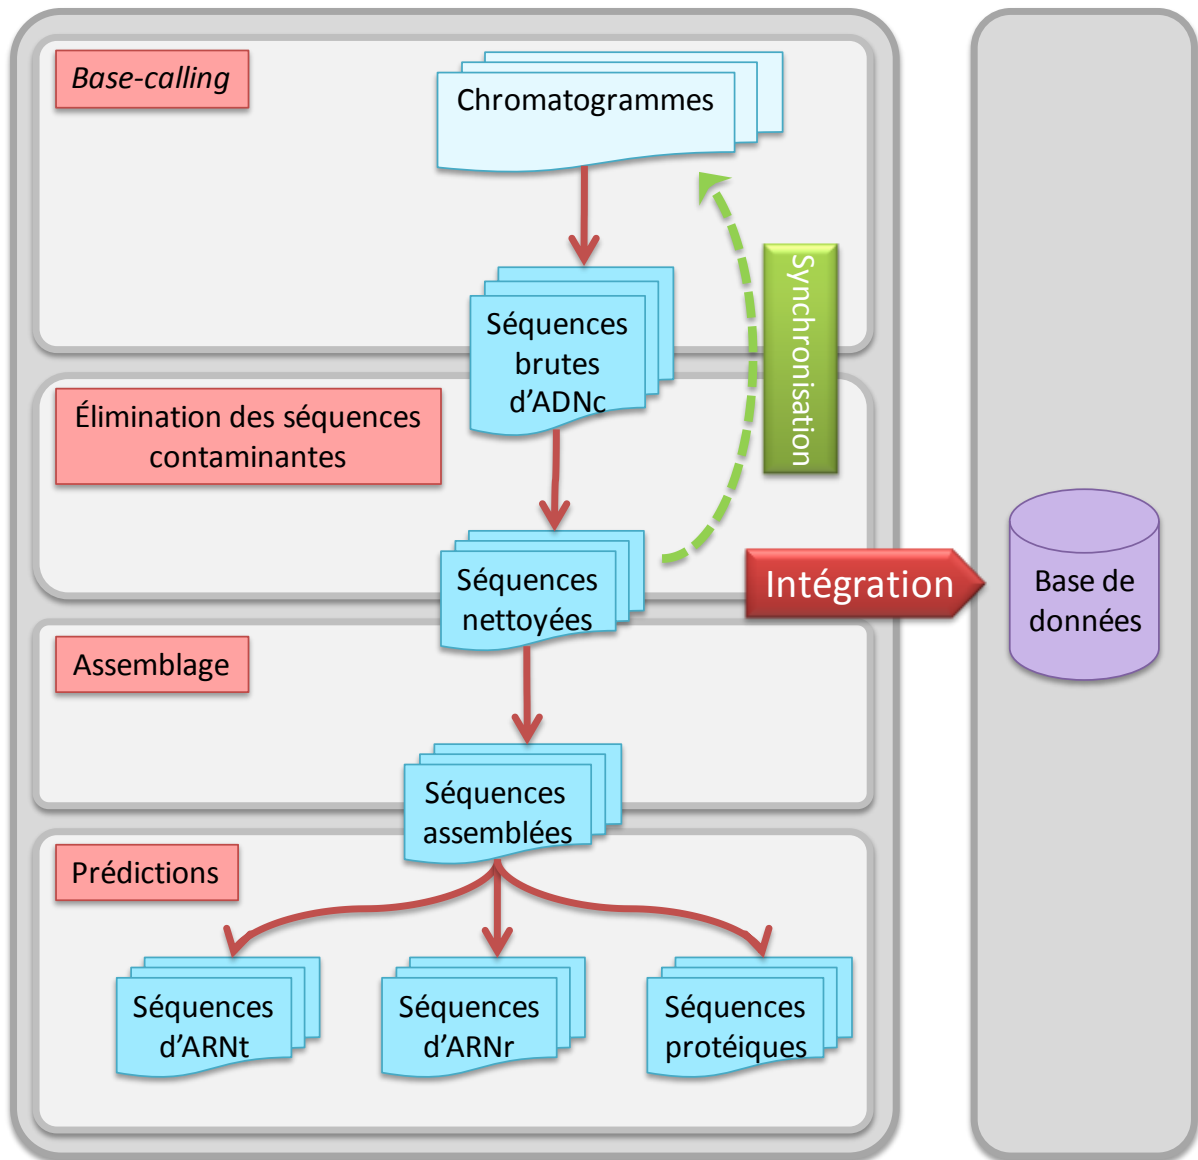 Base-calling
Chromatogrammes
Séquences
brutes
d'ADNc
Synchronisation
Élimination des séquences
contaminantes
Séquences
nettoyées
Intégration
Base de
données
Assemblage
Séquences
assemblées
Prédictions
Séquences
d'ARNt
Séquences
d'ARNr
Séquences
protéiques